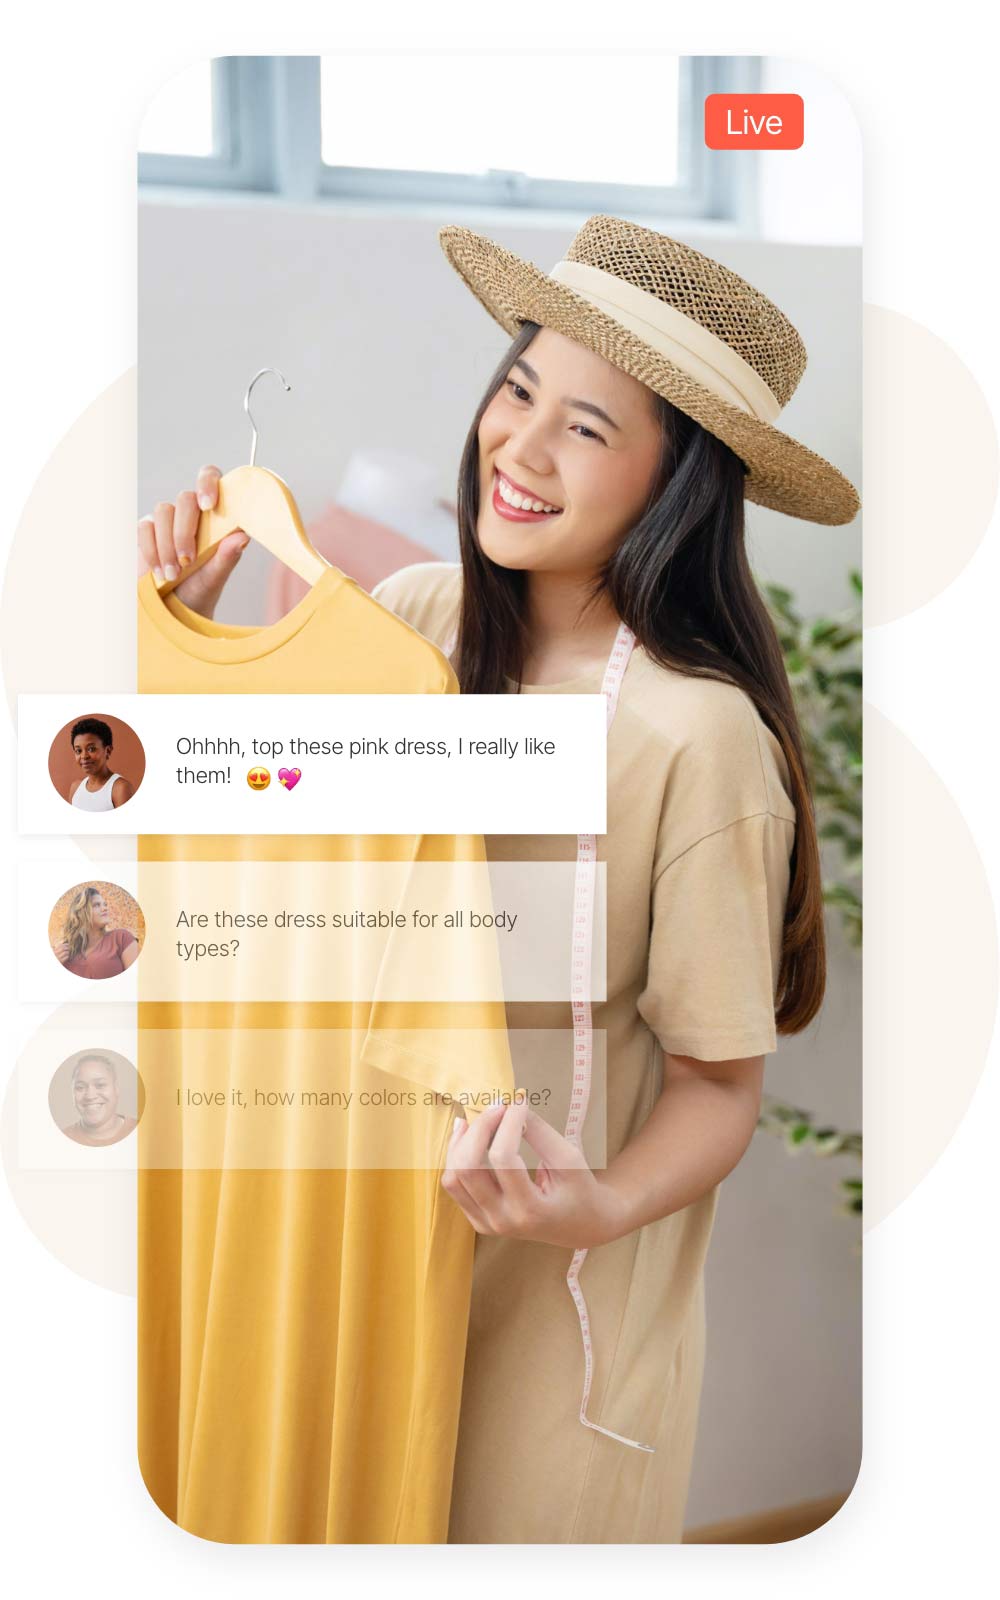 Live
Ohhhh, top these pink dress, I really like
them! 😍 💖
Are these dress suitable for all body
types?
I love it, how many colors are available?